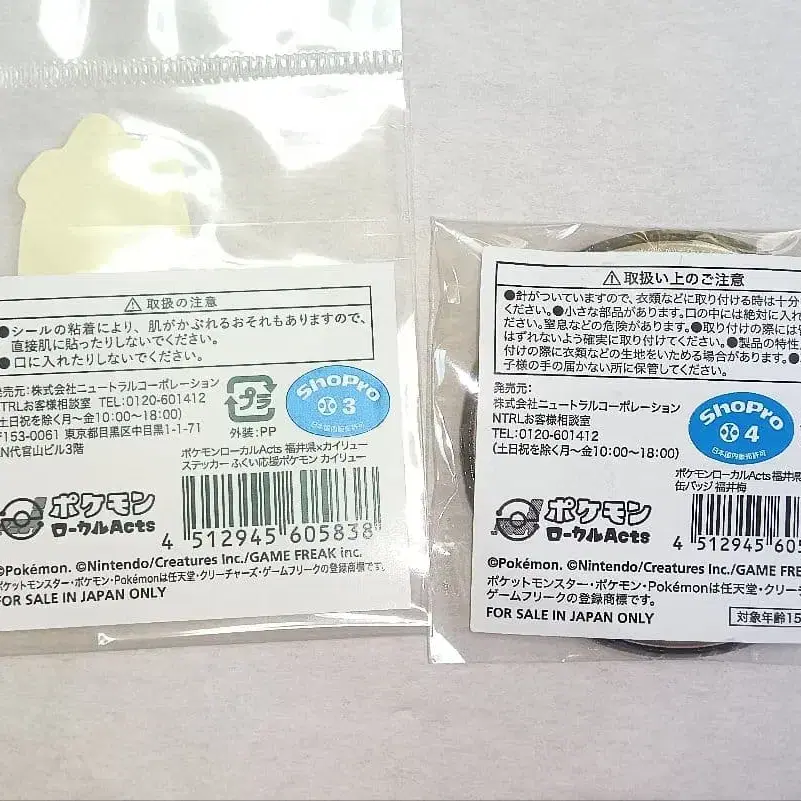 ⚠ 取扱の注意
●シールの粘着により、肌がかぶれるおそれもありますので、
直接肌に貼ったりしないでください。
●口に入れたりしないでください。
発売元:株式会社ニュートラルコーポレーション
NTRLお客様相談室 TEL:0120-601412
(土日祝を除く月〜金10:00〜18:00)
〒153-0061 東京都目黒区中目黒1-1-71
KN代官山ビル3階
プラ
外装:PP
ShoPro
3
日本国内販売許可
ポケモンローカルActs 福井県×カイリュー
ステッカー ふくい応援ポケモン カイリュー
ポケモン
ローカルActs
4 512945 605838
©Pokémon. ©Nintendo/Creatures Inc./GAME FREAK inc.
ポケットモンスター・ポケモン・Pokémonは任天堂・クリーチャーズ・ゲームフリークの登録商標です。
FOR SALE IN JAPAN ONLY
⚠ 取扱い上のご注意
●針がついていますので、衣類などに取り付ける時は十分
ください。●小さな部品があります。口の中には絶対に入れ
ださい。窒息などの危険があります。●取り付けの際には
はずれないよう確実に取り付けてください。●製品の特性
付けの際に衣類などの生地をいためる場合があります。●
子様の手の届かない所に保管してください。
発売元:
株式会社ニュートラルコーポレーション
NTRLお客様相談室
TEL:0120-601412
(土日祝を除く月〜金10:00〜18:00)
ShoPro
4
日本国内販売許可
ポケモンローカルActs 福井県
缶バッジ 福井梅
ポケモン
ローカルActs
4 512945 605
©Pokémon. ©Nintendo/Creatures Inc./GAME FREA
ポケットモンスター・ポケモン・Pokémonは任天堂・クリーチ
ゲームフリークの登録商標です。
FOR SALE IN JAPAN ONLY
対象年齢15